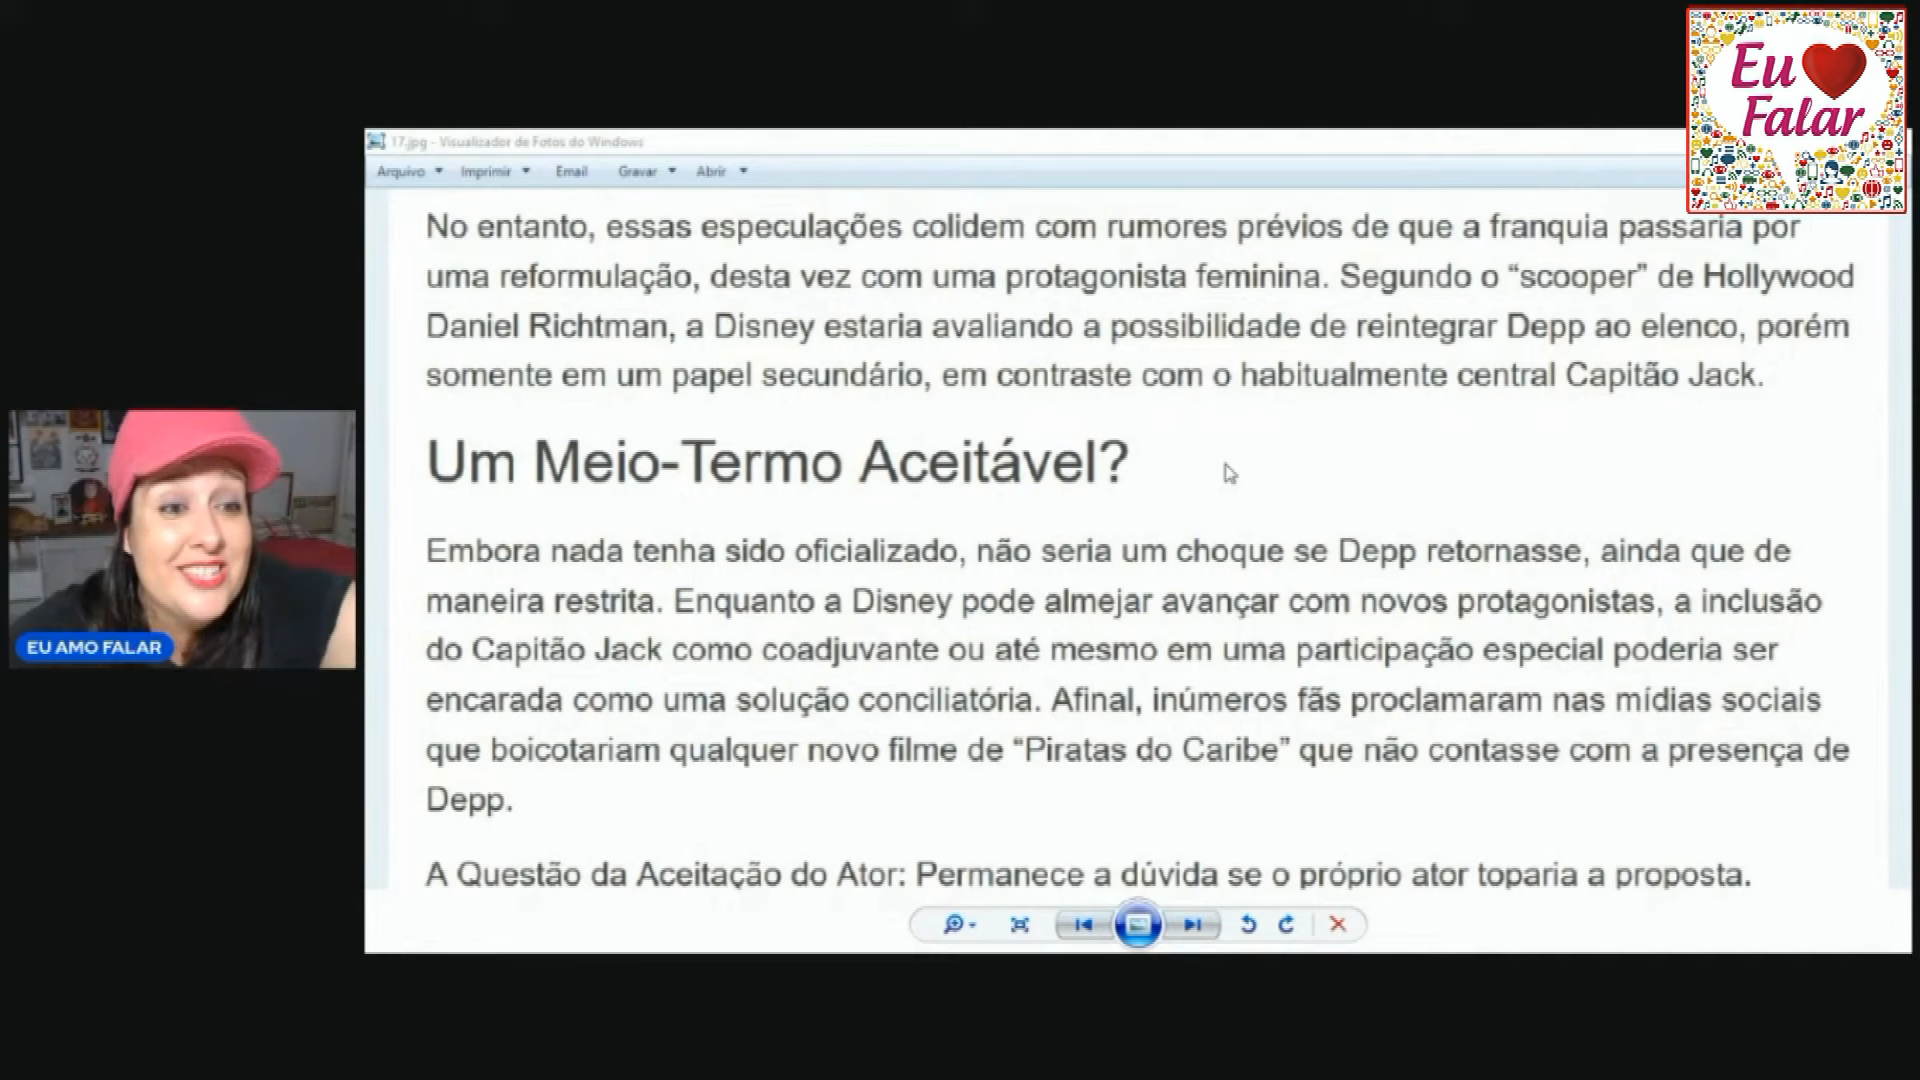 Eu
Falar
17.jpg - Visualizador de Fotos do Windows
Arquivo Imprimir Email Gravar Abrir
No entanto, essas especulações colidem com rumores prévios de que a franquia passaria por
uma reformulação, desta vez com uma protagonista feminina. Segundo o “scooper” de Hollywood
Daniel Richtman, a Disney estaria avaliando a possibilidade de reintegrar Depp ao elenco, porém
somente em um papel secundário, em contraste com o habitualmente central Capitão Jack.
Um Meio-Termo Aceitável?
Embora nada tenha sido oficializado, não seria um choque se Depp retornasse, ainda que de
maneira restrita. Enquanto a Disney pode almejar avançar com novos protagonistas, a inclusão
do Capitão Jack como coadjuvante ou até mesmo em uma participação especial poderia ser
encarada como uma solução conciliatória. Afinal, inúmeros fãs proclamaram nas mídias sociais
que boicotariam qualquer novo filme de “Piratas do Caribe” que não contasse com a presença de
Depp.
A Questão da Aceitação do Ator: Permanece a dúvida se o próprio ator toparia a proposta.
EU AMO FALAR